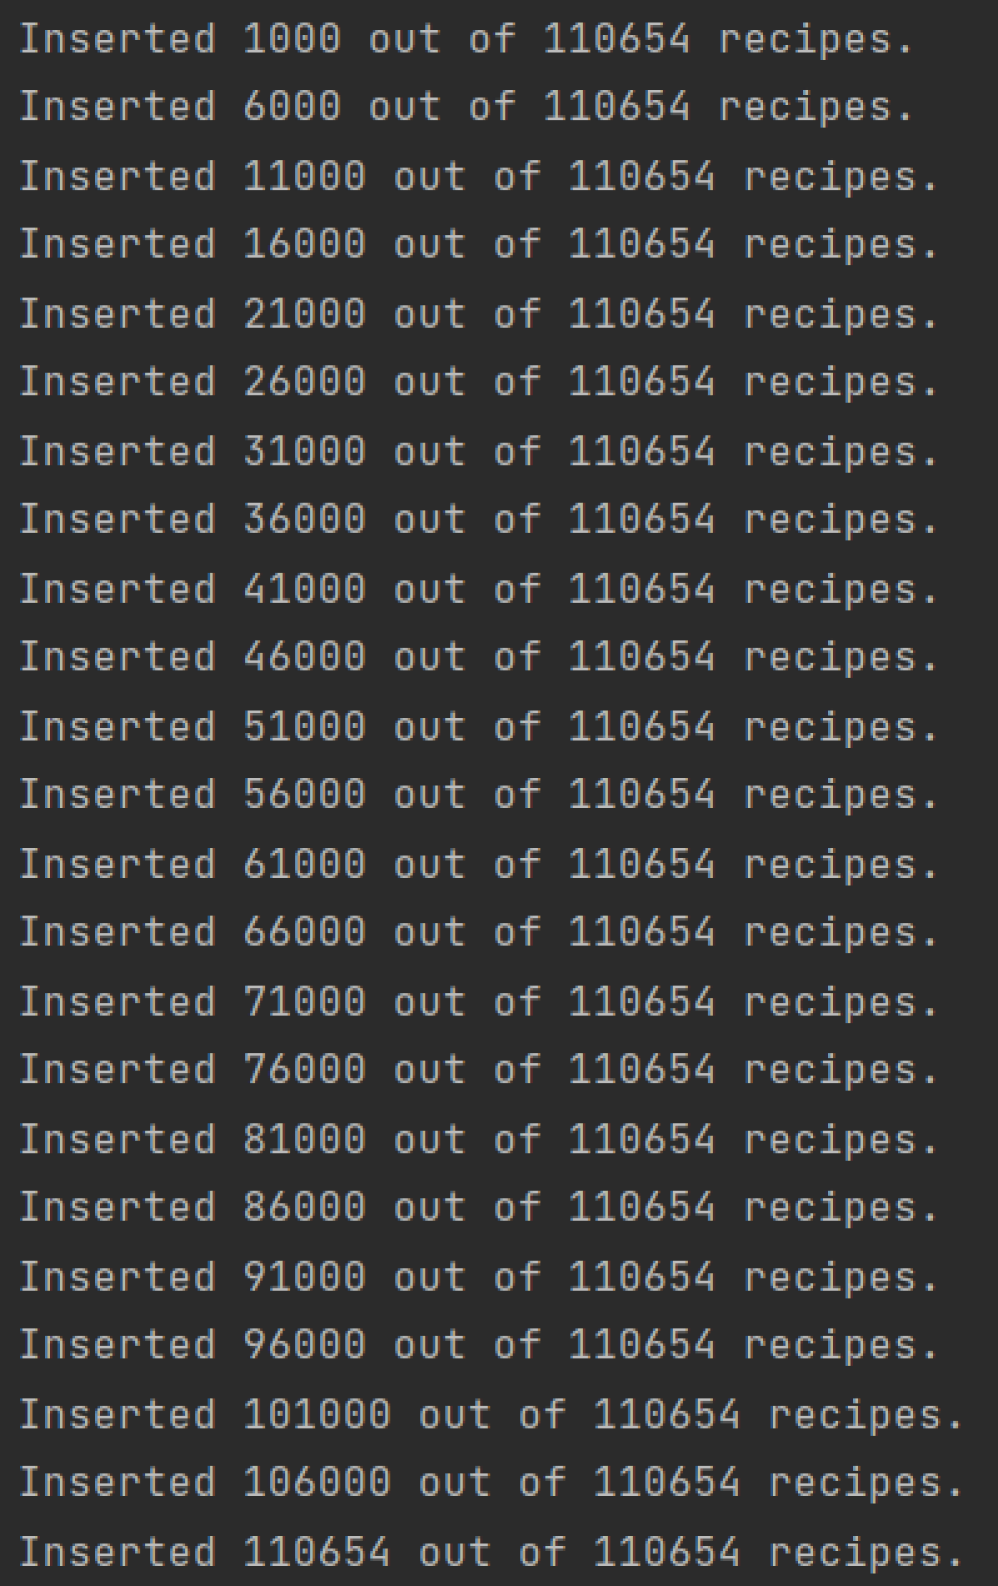 Inserted 1000 out of 110654 recipes.
Inserted 6000 out of 110654 recipes.
Inserted 11000 out of 110654 recipes.
Inserted 16000 out of 110654 recipes.
Inserted 21000 out of 110654 recipes.
Inserted 26000 out of 110654 recipes.
Inserted 31000 out of 110654 recipes.
Inserted 36000 out of 110654 recipes.
Inserted 41000 out of 110654 recipes.
Inserted 46000 out of 110654 recipes.
Inserted 51000 out of 110654 recipes.
Inserted 56000 out of 110654 recipes.
Inserted 61000 out of 110654 recipes.
Inserted 66000 out of 110654 recipes.
Inserted 71000 out of 110654 recipes.
Inserted 76000 out of 110654 recipes.
Inserted 81000 out of 110654 recipes.
Inserted 86000 out of 110654 recipes.
Inserted 91000 out of 110654 recipes.
Inserted 96000 out of 110654 recipes.
Inserted 101000 out of 110654 recipes.
Inserted 106000 out of 110654 recipes.
Inserted 110654 out of 110654 recipes.